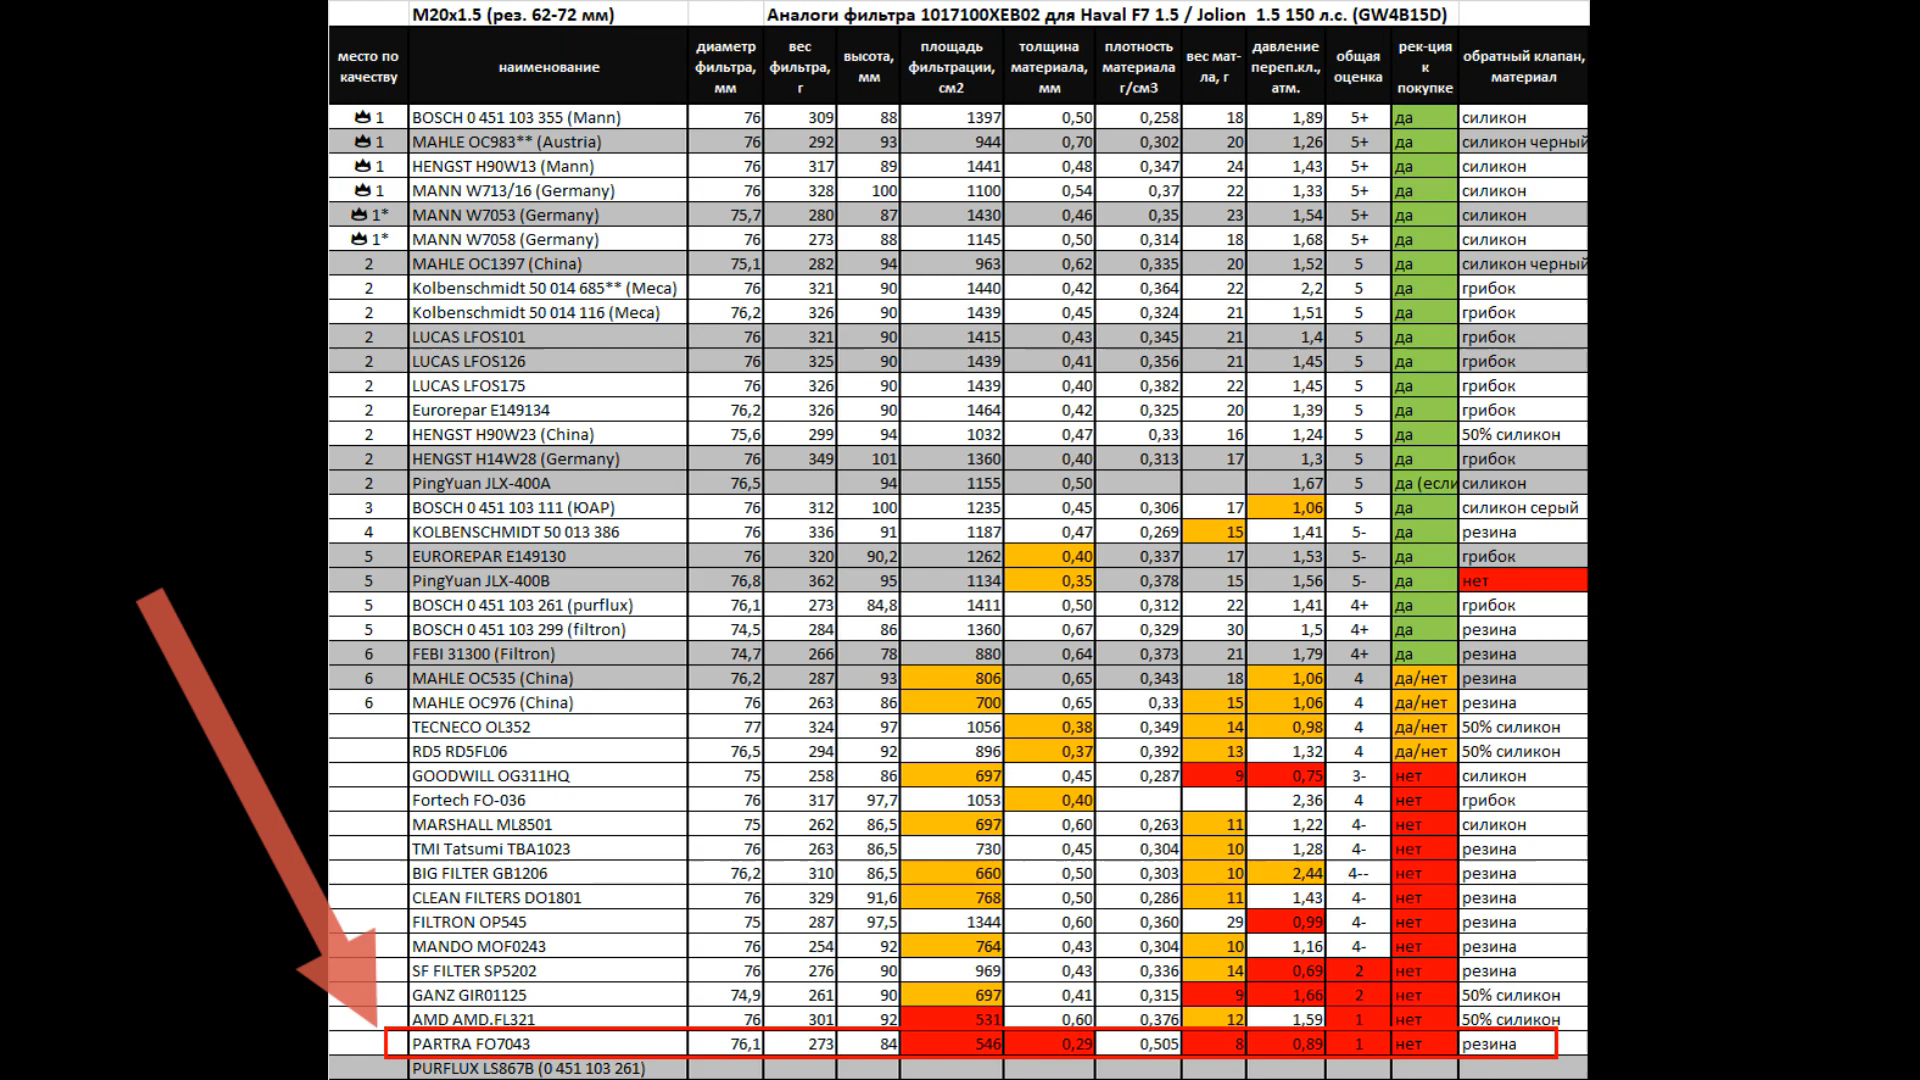 М20х1.5 (рез. 62-72 мм) Аналоги фильтра 1017100XEB02 для Haval F7 1.5 / Jolion 1.5 150 л.с. (GW4B15D)
место по качеству наименование диаметр фильтра, мм вес фильтра, г высота, мм площадь фильтрации, см2 толщина материала, мм плотность материала г/см3 вес мат-ла, г давление переп.кл., атм. общая оценка рек-ция к покупке обратный клапан, материал
1 BOSCH 0 451 103 355 (Mann) 76 309 88 1397 0,50 0,258 18 1,89 5+ да силикон
1 MAHLE OC983** (Austria) 76 292 93 944 0,70 0,302 20 1,26 5+ да силикон черный
1 HENGST H90W13 (Mann) 76 317 89 1441 0,48 0,347 24 1,43 5+ да силикон
1 MANN W713/16 (Germany) 76 328 100 1100 0,54 0,37 22 1,33 5+ да силикон
1* MANN W7053 (Germany) 75,7 280 87 1430 0,46 0,35 23 1,54 5+ да силикон
1* MANN W7058 (Germany) 76 273 88 1145 0,50 0,314 18 1,68 5+ да силикон
2 MAHLE OC1397 (China) 75,1 282 94 963 0,62 0,335 20 1,52 5 да силикон черный
2 Kolbenschmidt 50 014 685** (Meca) 76 321 90 1440 0,42 0,364 22 2,2 5 да грибок
2 Kolbenschmidt 50 014 116 (Meca) 76,2 326 90 1439 0,45 0,324 21 1,51 5 да грибок
2 LUCAS LFOS101 76 321 90 1415 0,43 0,345 21 1,4 5 да грибок
2 LUCAS LFOS126 76 325 90 1439 0,41 0,356 21 1,45 5 да грибок
2 LUCAS LFOS175 76 326 90 1439 0,40 0,382 22 1,45 5 да грибок
2 Eurorepar E149134 76,2 326 90 1464 0,42 0,325 20 1,39 5 да грибок
2 HENGST H90W23 (China) 75,6 299 94 1032 0,47 0,33 16 1,24 5 да 50% силикон
2 HENGST H14W28 (Germany) 76 349 101 1360 0,40 0,313 17 1,3 5 да грибок
2 PingYuan JLX-400A 76,5 94 1155 0,50 1,67 5 да (если силикон
3 BOSCH 0 451 103 111 (ЮАР) 76 312 100 1235 0,45 0,306 17 1,06 5 да силикон серый
4 KOLBENSCHMIDT 50 013 386 76 336 91 1187 0,47 0,269 15 1,41 5- да резина
5 EUROREPAR E149130 76 320 90,2 1262 0,40 0,337 17 1,53 5- да грибок
5 PingYuan JLX-400B 76,8 362 95 1134 0,35 0,378 15 1,56 5- да нет
5 BOSCH 0 451 103 261 (purflux) 76,1 273 84,8 1411 0,50 0,312 22 1,41 4+ да грибок
5 BOSCH 0 451 103 299 (filtron) 74,5 284 86 1360 0,67 0,329 30 1,5 4+ да резина
6 FEBI 31300 (Filtron) 74,7 266 78 880 0,64 0,373 21 1,79 4+ да резина
6 MAHLE OC535 (China) 76,2 287 93 806 0,65 0,343 18 1,06 4 да/нет резина
6 MAHLE OC976 (China) 76 263 86 700 0,65 0,33 15 1,06 4 да/нет резина
TECNECO OL352 77 324 97 1056 0,38 0,349 14 0,98 4 да/нет 50% силикон
RD5 RD5FL06 76,5 294 92 896 0,37 0,392 13 1,32 4 да/нет 50% силикон
GOODWILL OG311HQ 75 258 86 697 0,45 0,287 9 0,75 3- нет силикон
Fortech FO-036 76 317 97,7 1053 0,40 2,36 4 нет грибок
MARSHALL ML8501 75 262 86,5 697 0,60 0,263 11 1,22 4- нет силикон
TMI Tatsumi TBA1023 76 263 86,5 730 0,45 0,304 10 1,28 4- нет резина
BIG FILTER GB1206 76,2 310 86,5 660 0,50 0,303 10 2,44 4-- нет резина
CLEAN FILTERS DO1801 76 329 91,6 768 0,50 0,286 11 1,43 4- нет резина
FILTRON OP545 75 287 97,5 1344 0,60 0,360 29 0,99 4- нет резина
MANDO MOF0243 76 254 92 764 0,43 0,304 10 1,16 4- нет резина
SF FILTER SP5202 76 276 90 969 0,43 0,336 14 0,69 2 нет резина
GANZ GIR01125 74,9 261 90 697 0,41 0,315 9 1,66 2 нет 50% силикон
AMD AMD.FL321 76 301 92 531 0,60 0,376 12 1,59 1 нет 50% силикон
PARTRA FO7043 76,1 273 84 546 0,29 0,505 8 0,89 1 нет резина
PURFLUX LS867B (0 451 103 261)